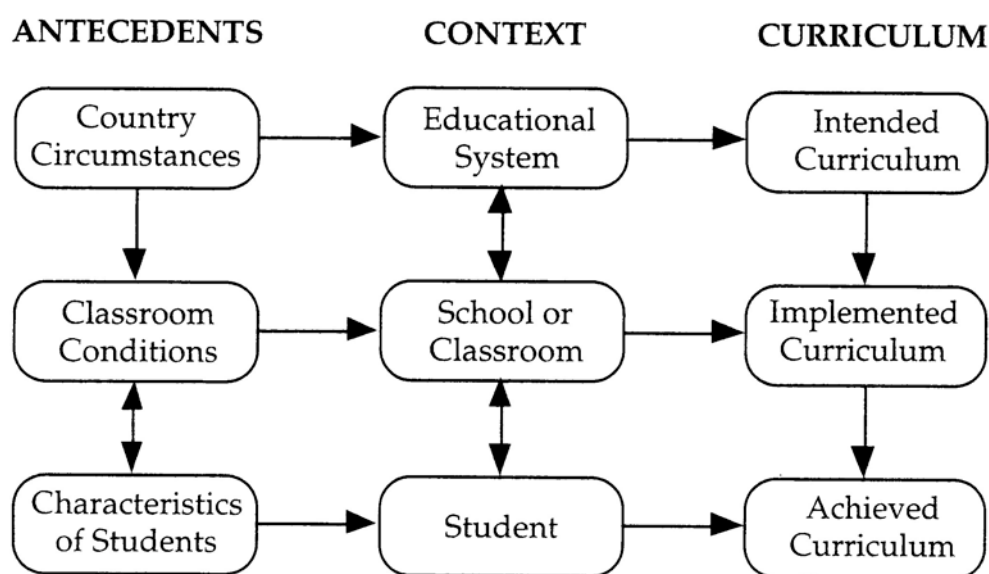 ANTECEDENTS
CONTEXT
CURRICULUM
Country
Circumstances
Educational
System
Intended
Curriculum
Classroom
Conditions
School or
Classroom
Implemented
Curriculum
Characteristics
of Students
Student
Achieved
Curriculum